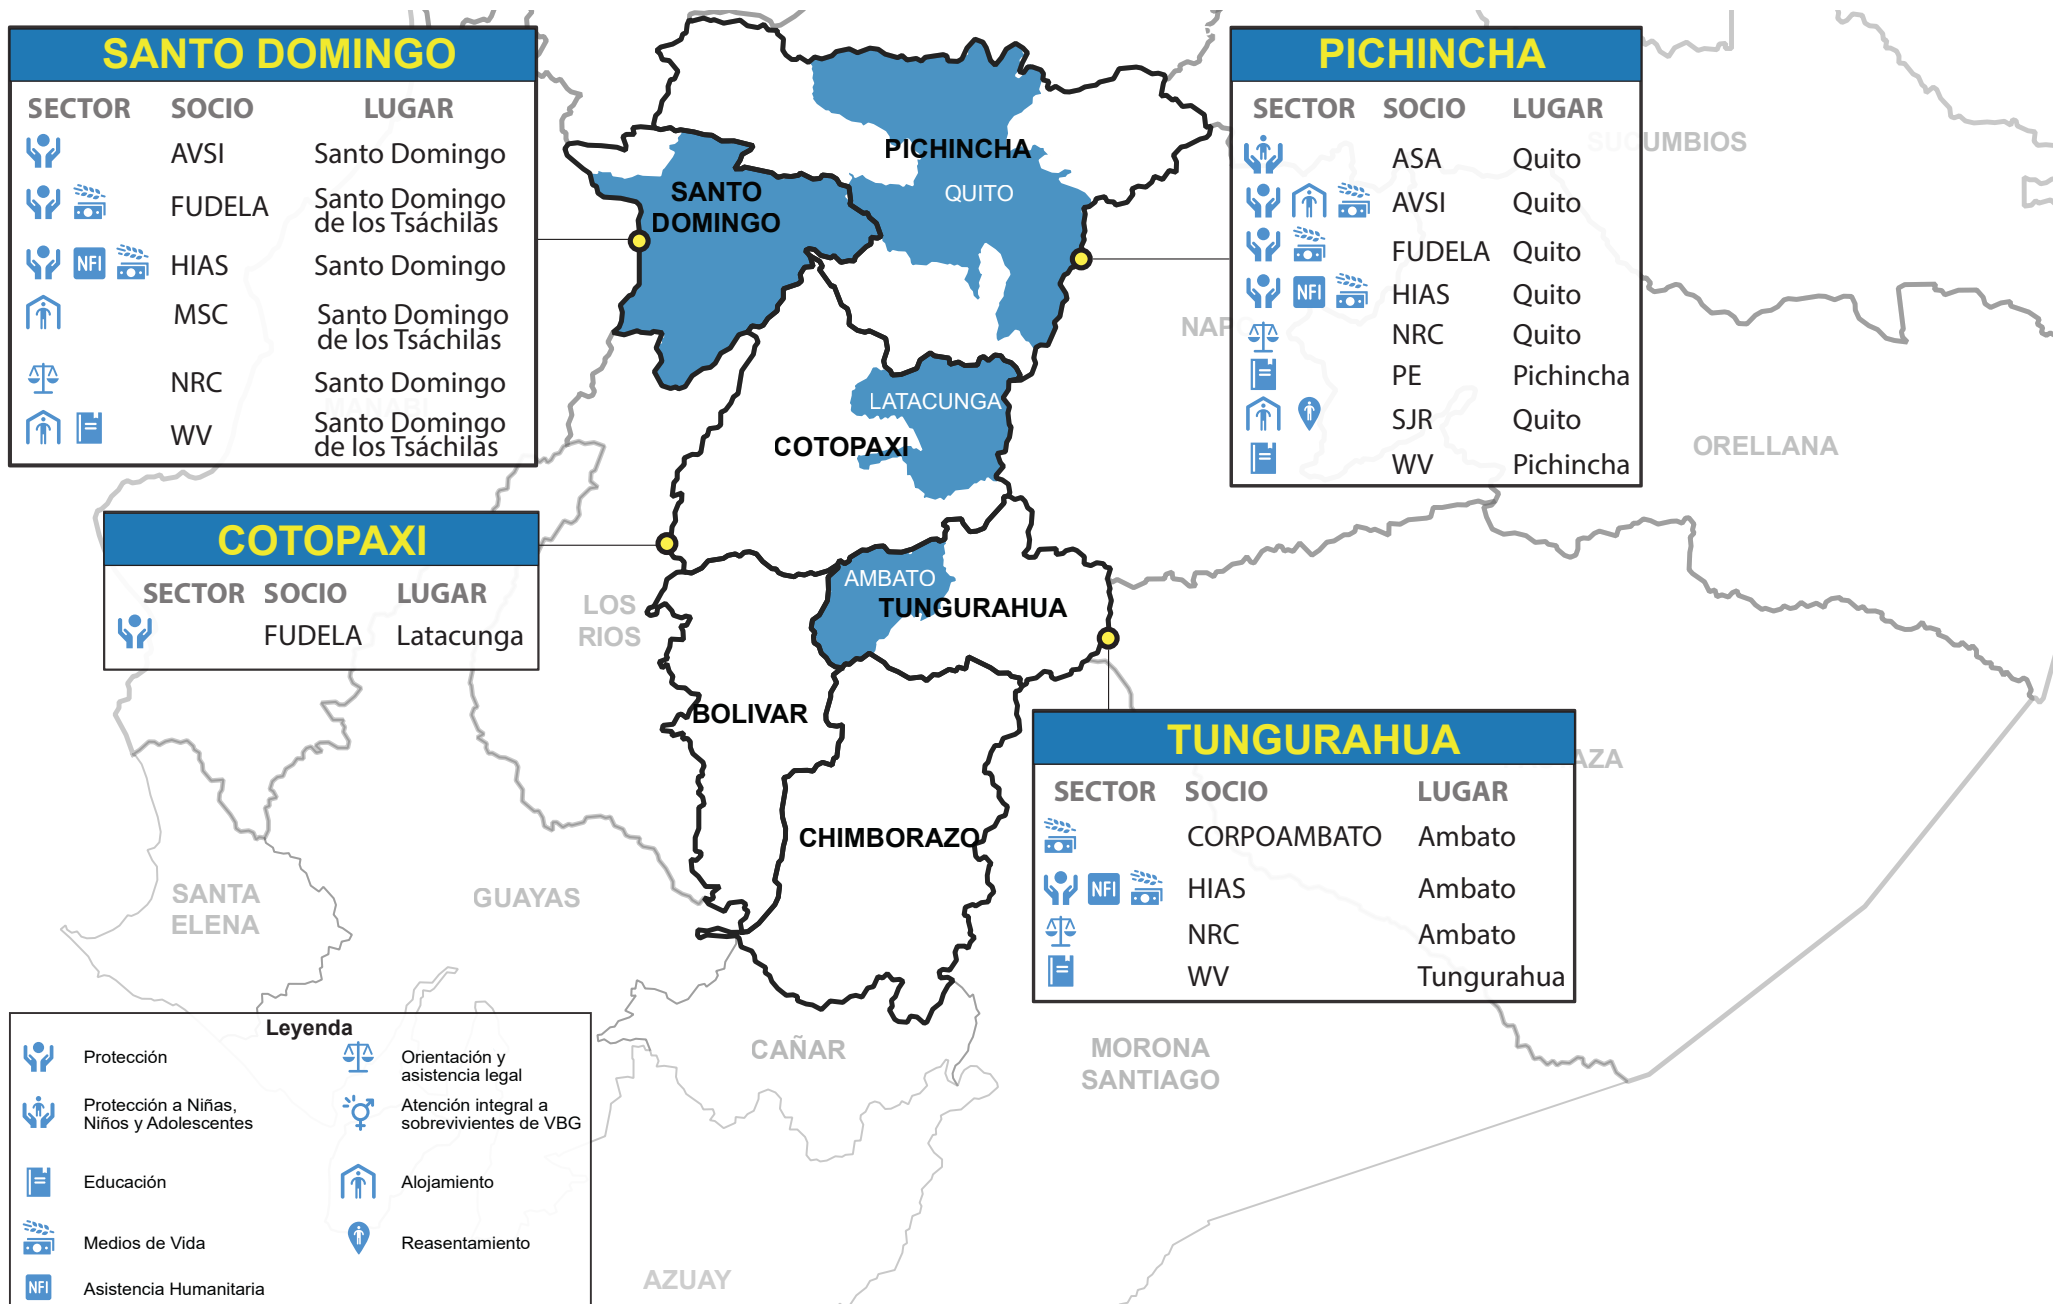 SANTO DOMINGO
SECTOR SOCIO LUGAR
AVSI Santo Domingo
FUDELA Santo Domingo
de los Tsáchilas
NFI HIAS Santo Domingo
MSC Santo Domingo
de los Tsáchilas
NRC Santo Domingo
WV Santo Domingo
de los Tsáchilas
PICHINCHA
SECTOR SOCIO LUGAR
ASA Quito
AVSI Quito
FUDELA Quito
NFI HIAS Quito
NRC Quito
PE Pichincha
SJR Quito
WV Pichincha
COTOPAXI
SECTOR SOCIO LUGAR
FUDELA Latacunga
TUNGURAHUA
SECTOR SOCIO LUGAR
CORPOAMBATO Ambato
NFI HIAS Ambato
NRC Ambato
WV Tungurahua
PICHINCHA
QUITO
SANTO
DOMINGO
LATACUNGA
COTOPAXI
AMBATO
TUNGURAHUA
BOLIVAR
CHIMBORAZO
SUCUMBIOS
NAPO
ORELLANA
MANABI
LOS
RIOS
AZA
SANTA
ELENA
GUAYAS
CAÑAR
MORONA
SANTIAGO
AZUAY
Leyenda
Protección
Protección a Niñas,
Niños y Adolescentes
Educación
Medios de Vida
NFI Asistencia Humanitaria
Orientación y
asistencia legal
Atención integral a
sobrevivientes de VBG
Alojamiento
Reasentamiento